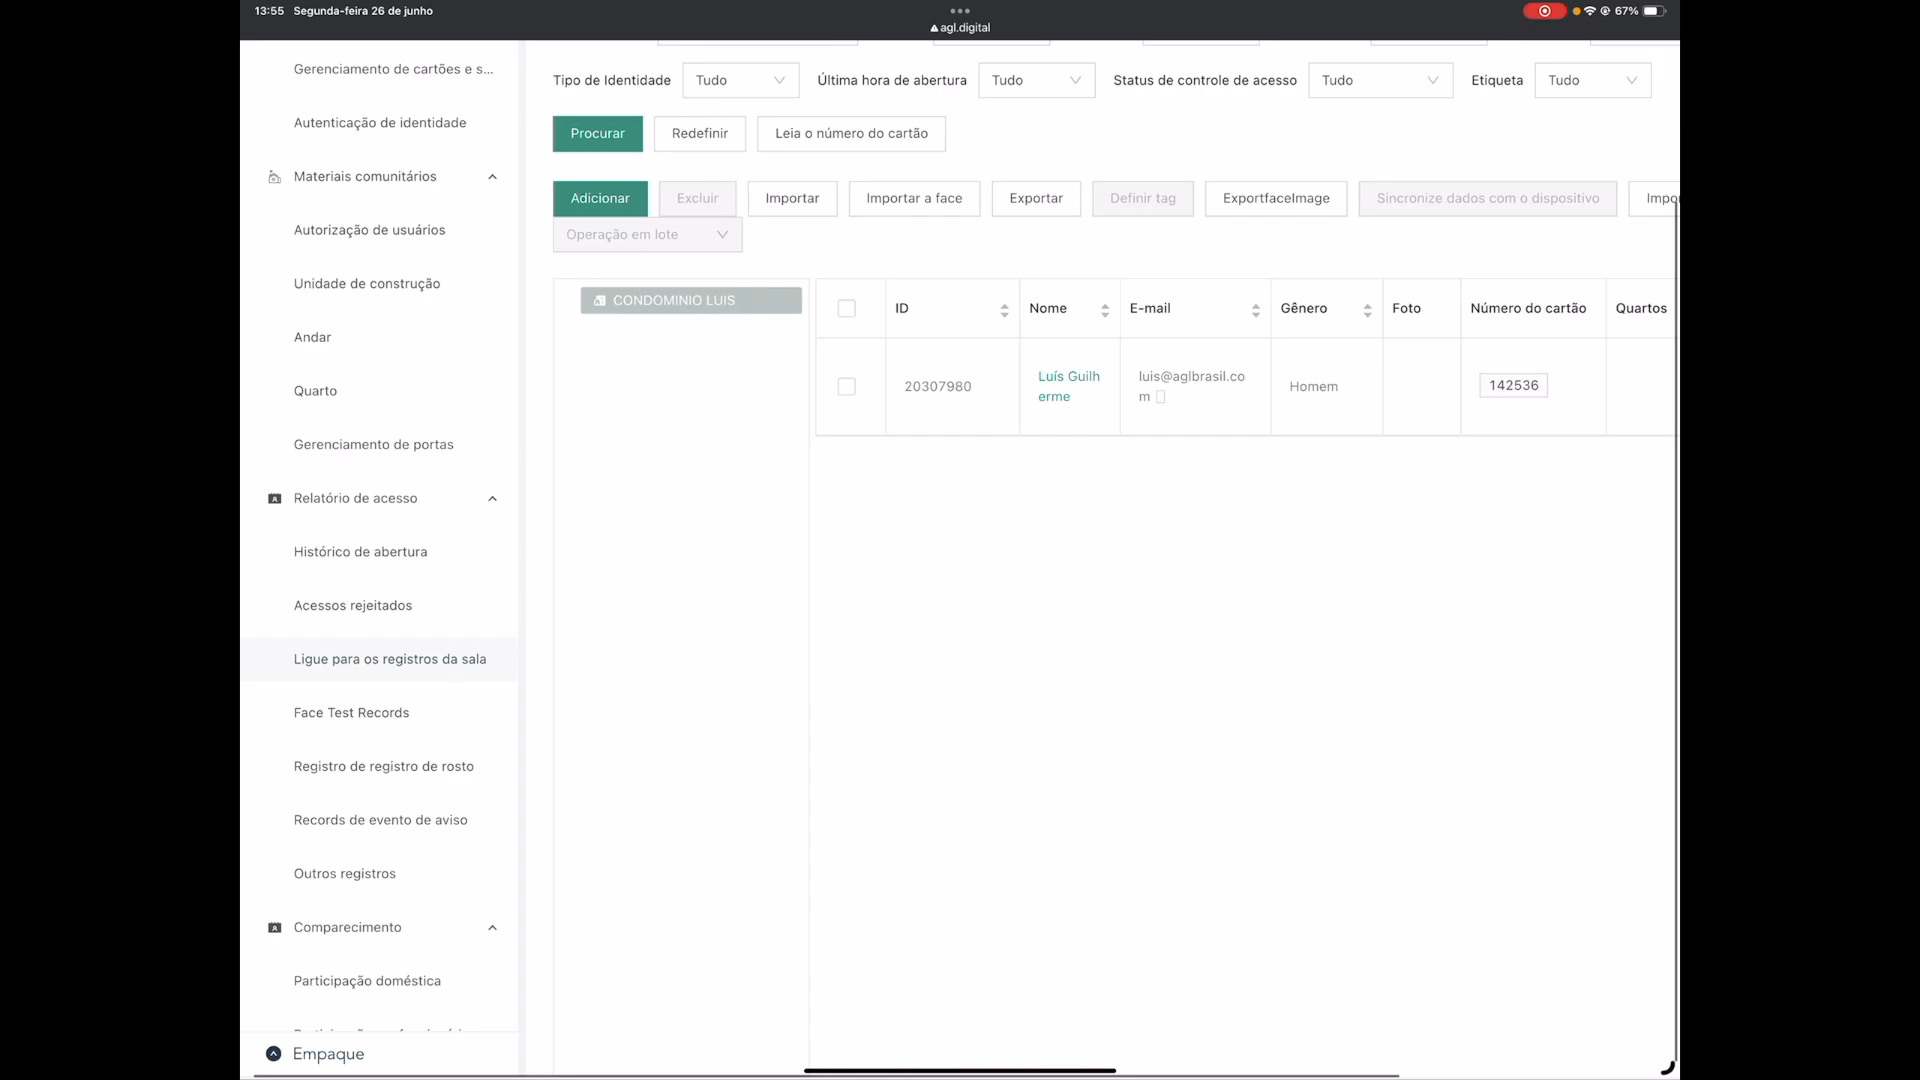 13:55 Segunda-feira 26 de junho
67%
agl.digital
Gerenciamento de cartões e s...
Autenticação de identidade
Materiais comunitários
Autorização de usuários
Unidade de construção
Andar
Quarto
Gerenciamento de portas
Relatório de acesso
Histórico de abertura
Acessos rejeitados
Ligue para os registros da sala
Face Test Records
Registro de registro de rosto
Records de evento de aviso
Outros registros
Comparecimento
Participação doméstica
Empaque
Tipo de Identidade Tudo Última hora de abertura Tudo Status de controle de acesso Tudo Etiqueta Tudo
Procurar Redefinir Leia o número do cartão
Adicionar Excluir Importar Importar a face Exportar Definir tag ExportfaceImage Sincronize dados com o dispositivo Impo
Operação em lote
CONDOMINIO LUIS
ID Nome E-mail Gênero Foto Número do cartão Quartos
20307980 Luís Guilh luis@aglbrasil.co Homem 142536
erme m